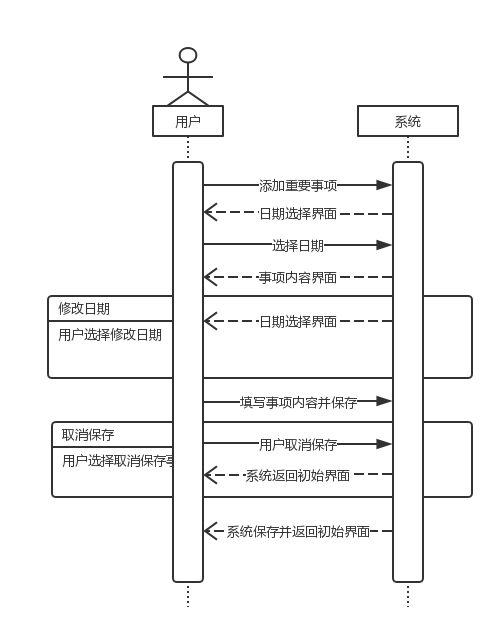 用户
系统
添加重要事项
日期选择界面
选择日期
事项内容界面
修改日期
日期选择界面
用户选择修改日期
填写事项内容并保存
取消保存
用户取消保存
用户选择取消保存
系统返回初始界面
系统保存并返回初始界面